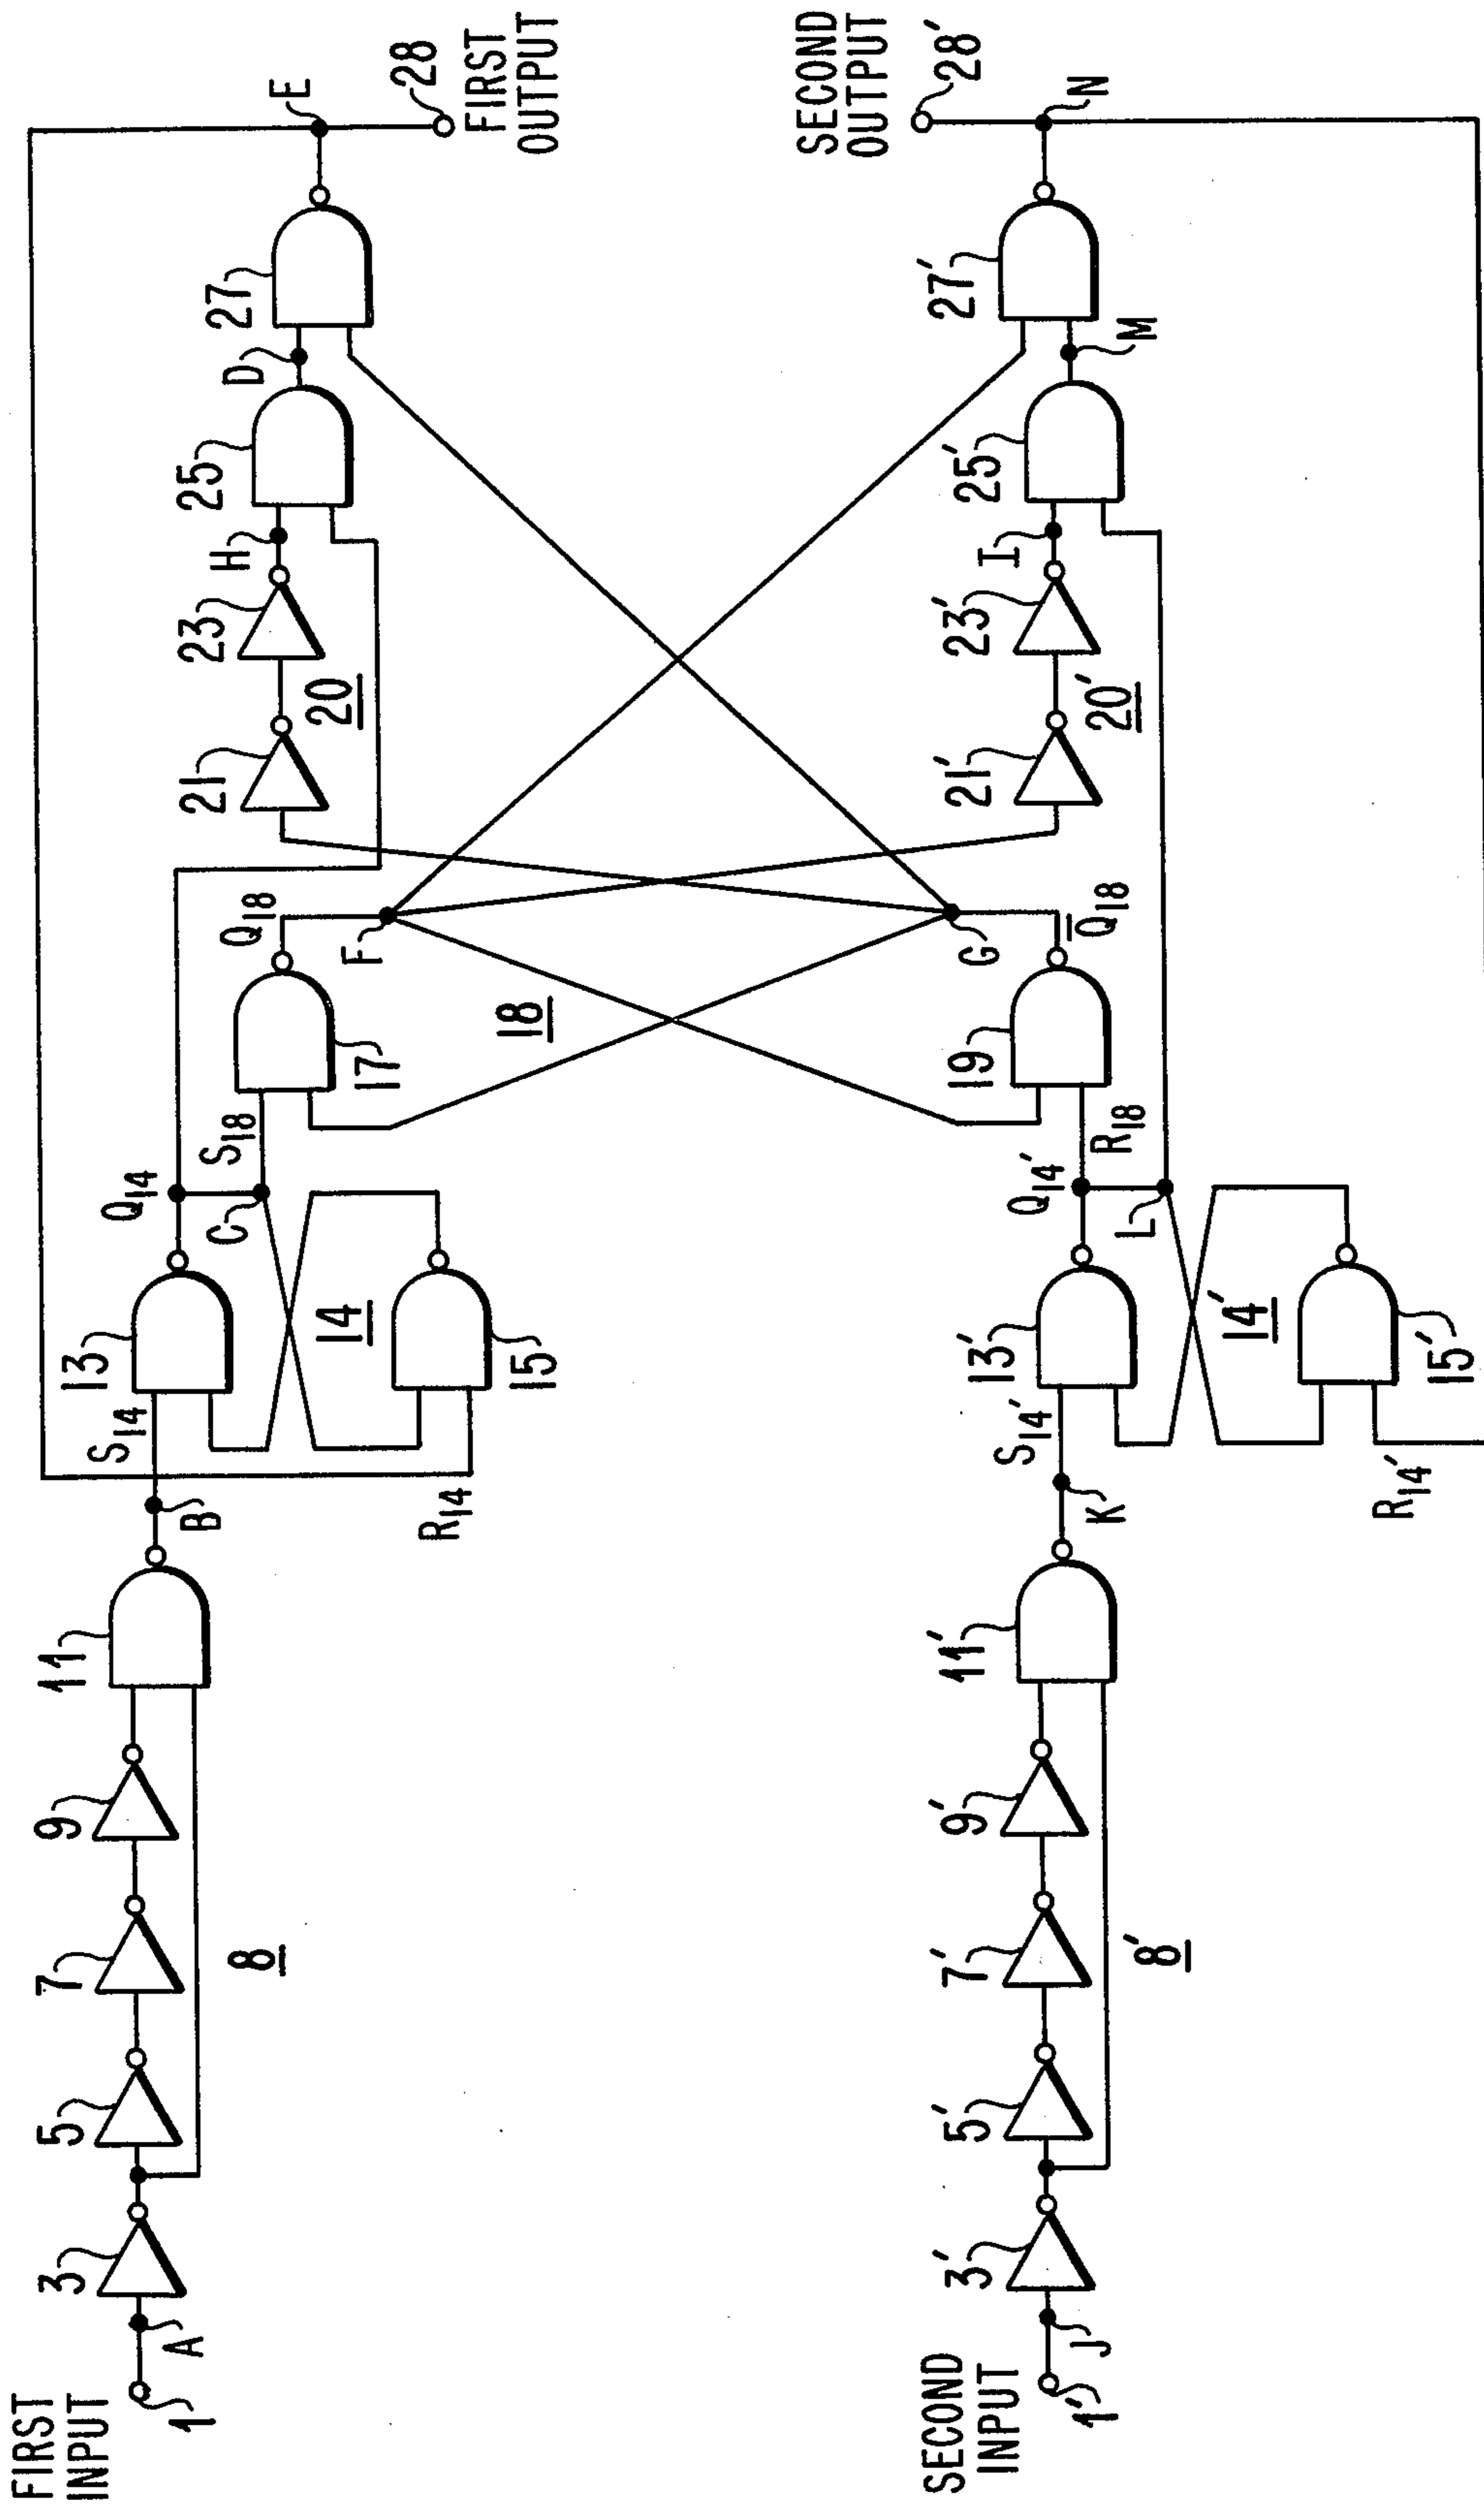 FIRST
INPUT
1
A
3
5
7
9
8
11
B
S14
R14
13
14
15
Q14
C
S18
17
18
Q18
F
21
20
23
H
25
D
27
E
28
FIRST
OUTPUT
SECOND
INPUT
1'
J
3'
5'
7'
9'
8'
11'
K
S14'
R14'
13'
14'
15'
Q14'
L
R18
19
G
Q̅18
21'
20'
23'
I
25'
M
27'
N
28'
SECOND
OUTPUT